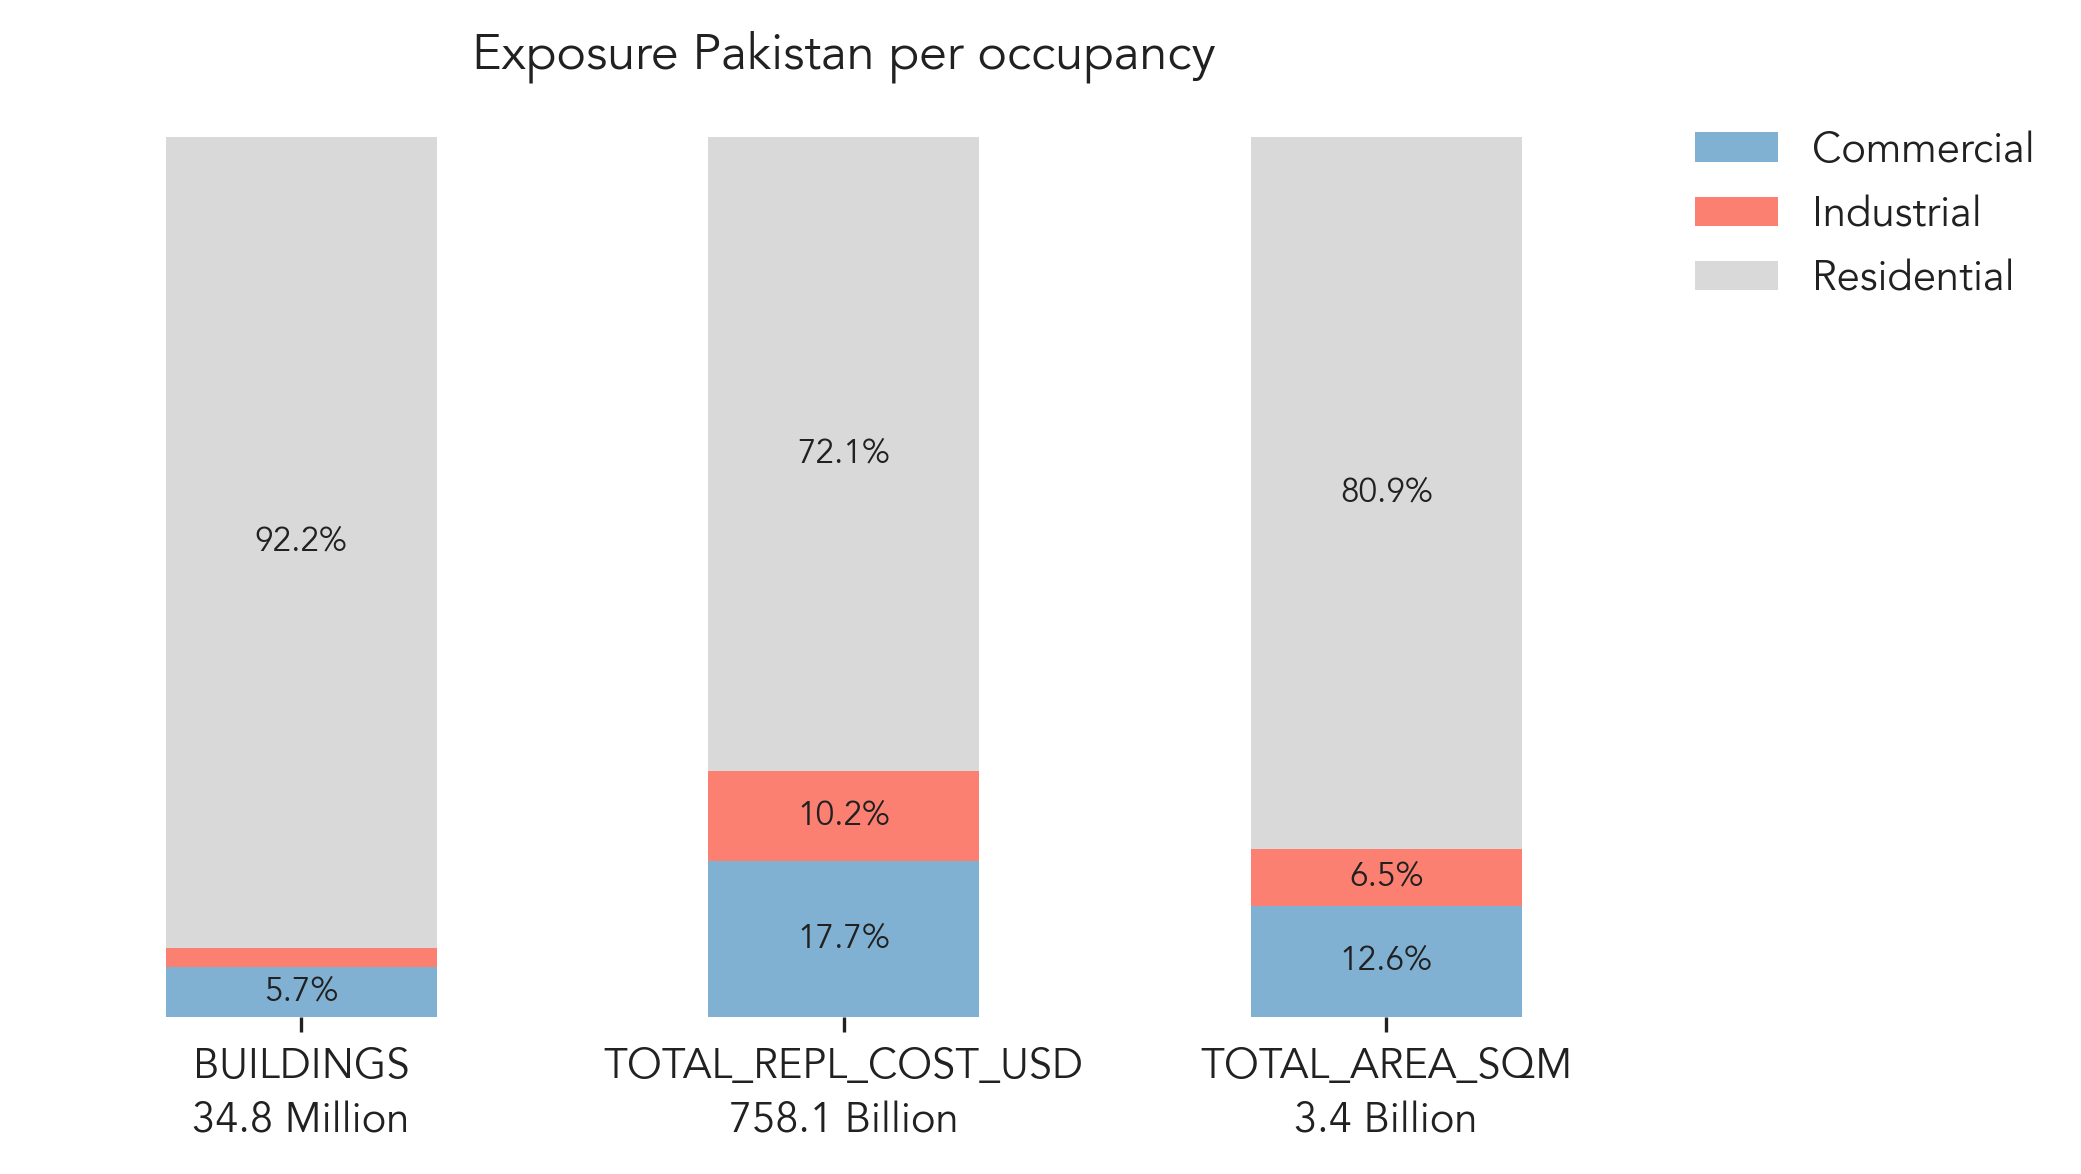 Exposure Pakistan per occupancy
Commercial
Industrial
Residential
92.2%
5.7%
72.1%
10.2%
17.7%
80.9%
6.5%
12.6%
BUILDINGS
34.8 Million
TOTAL_REPL_COST_USD
758.1 Billion
TOTAL_AREA_SQM
3.4 Billion